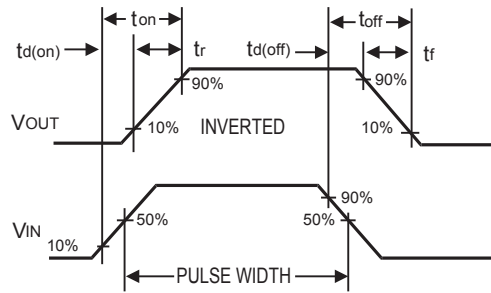 ton toff
td(on) tr td(off) tf
90% 90%
VOUT 10% INVERTED 10%
90%
VIN 50% 50%
10%
PULSE WIDTH